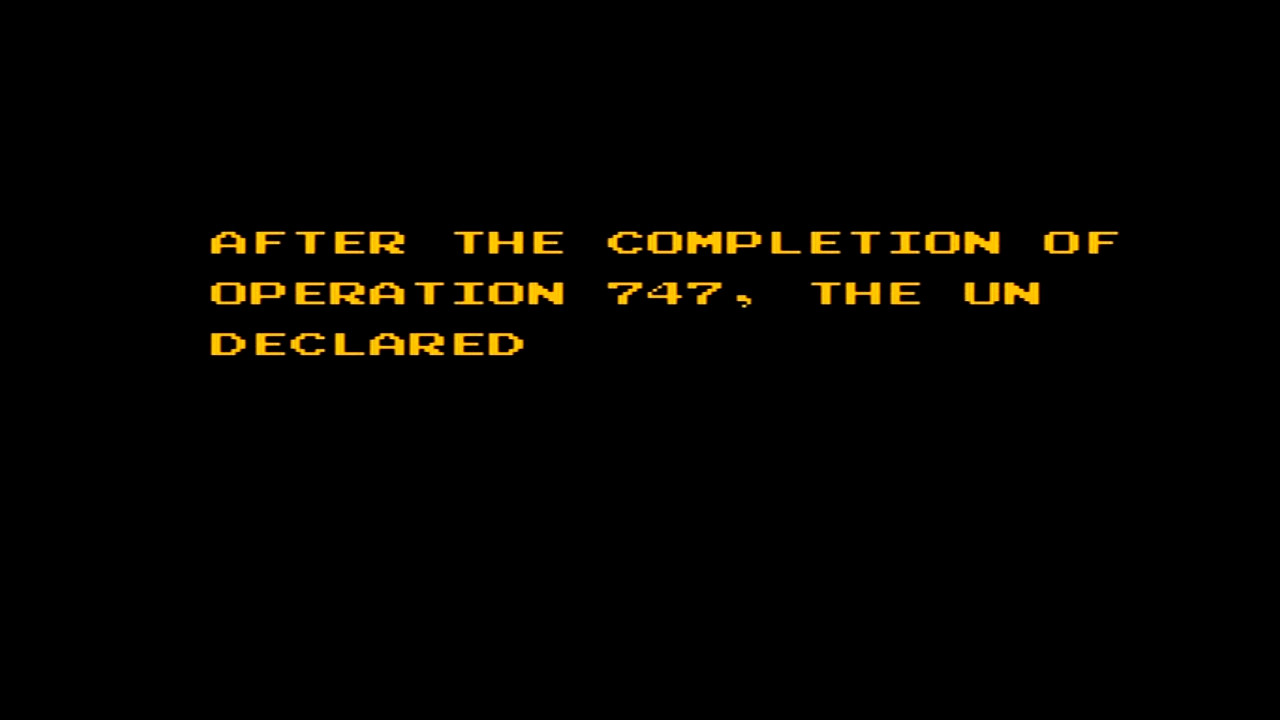 AFTER THE COMPLETION OF
OPERATION 747, THE UN
DECLARED